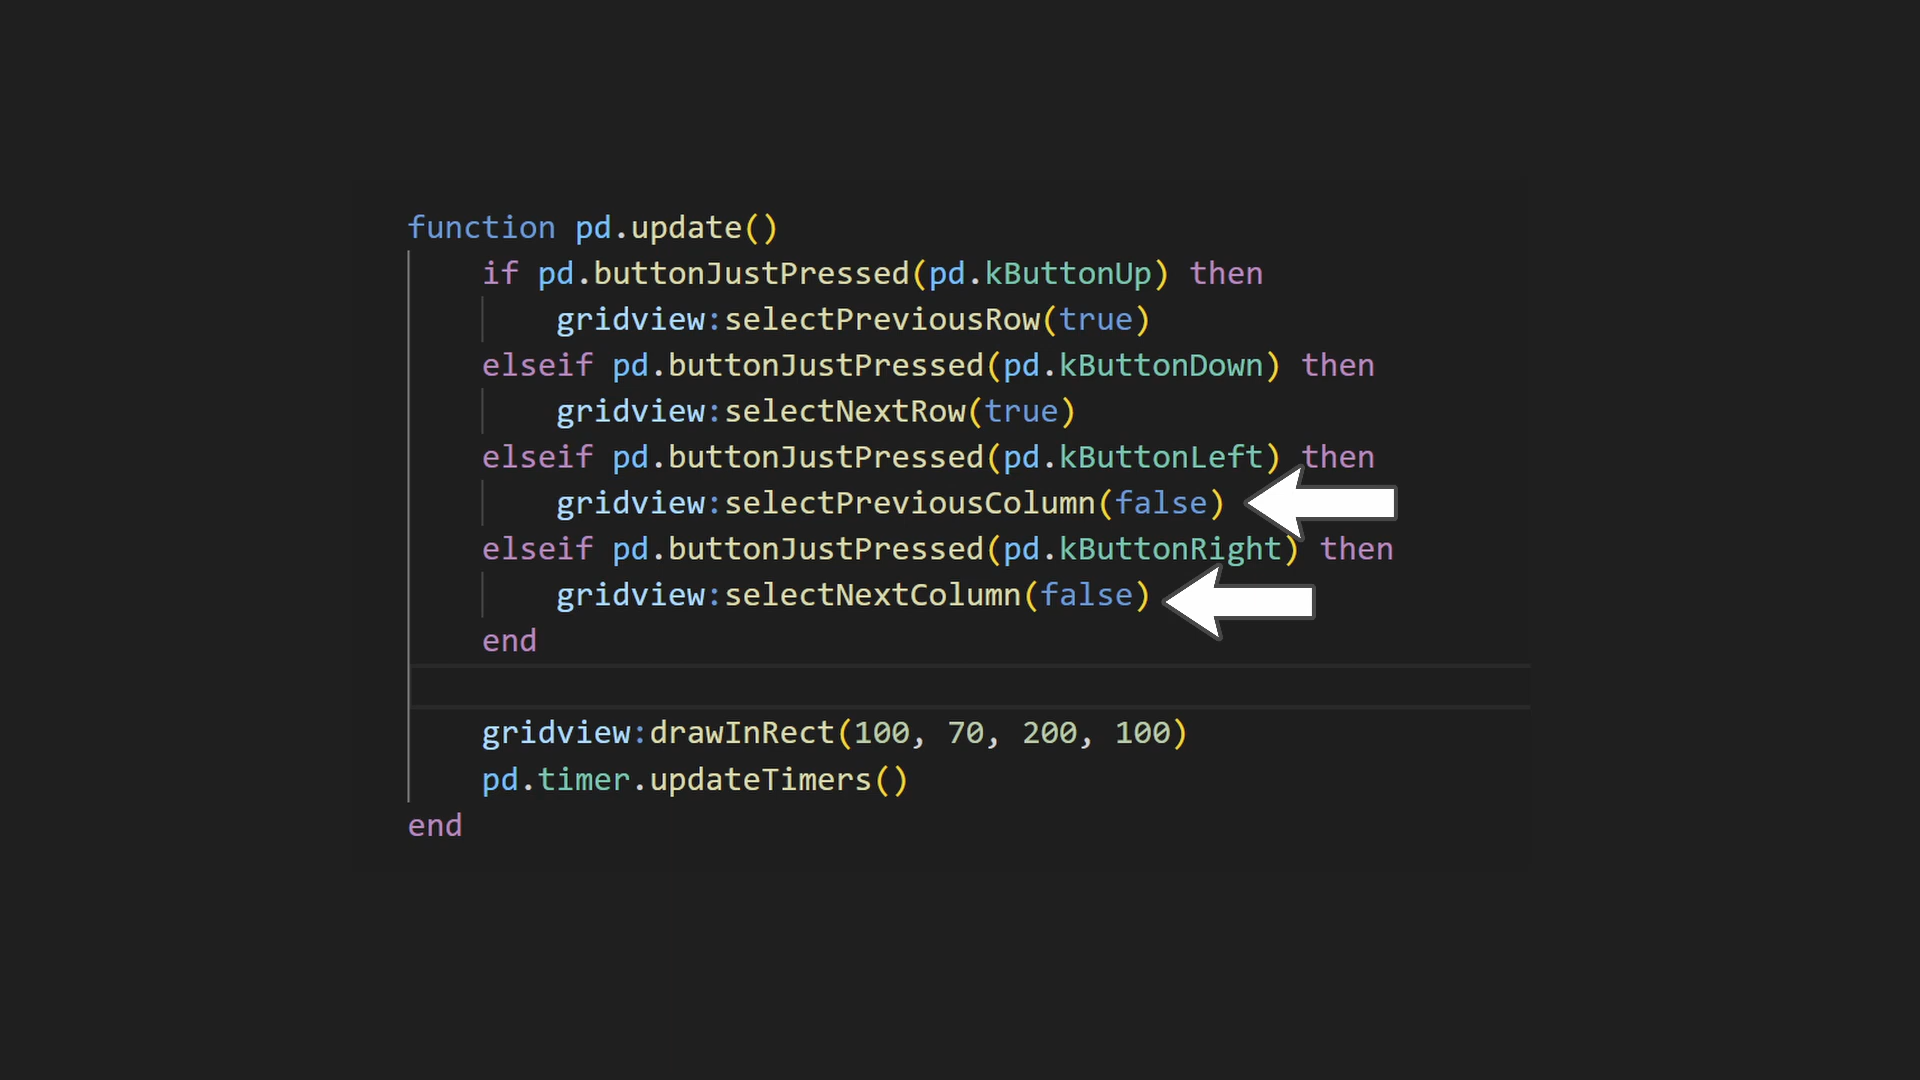 function pd.update()
    if pd.buttonJustPressed(pd.kButtonUp) then
        gridview:selectPreviousRow(true)
    elseif pd.buttonJustPressed(pd.kButtonDown) then
        gridview:selectNextRow(true)
    elseif pd.buttonJustPressed(pd.kButtonLeft) then
        gridview:selectPreviousColumn(false)
    elseif pd.buttonJustPressed(pd.kButtonRight) then
        gridview:selectNextColumn(false)
    end
    gridview:drawInRect(100, 70, 200, 100)
    pd.timer.updateTimers()
end